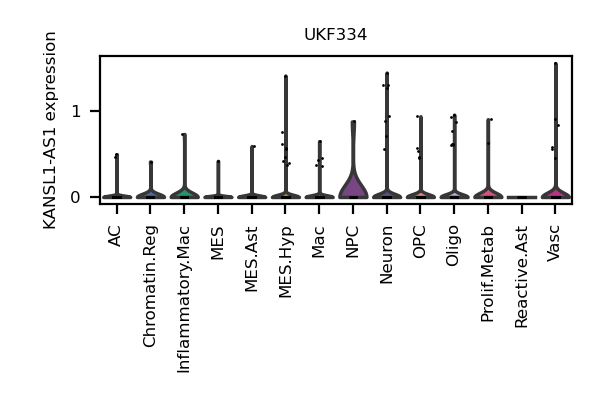 UKF334
KANSL1-AS1 expression
1
0
AC
Chromatin.Reg
Inflammatory.Mac
MES
MES.Ast
MES.Hyp
Mac
NPC
Neuron
OPC
Oligo
Prolif.Metab
Reactive.Ast
Vasc